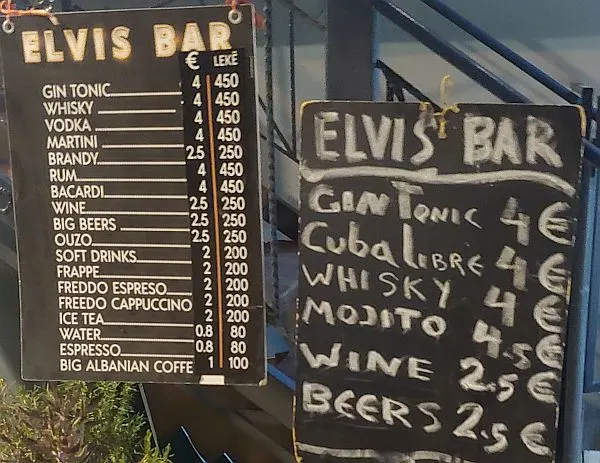 ELVIS BAR
€ LEKË
GIN TONIC 4 450
WHISKY 4 450
VODKA 4 450
MARTINI 4 450
BRANDY 2.5 250
RUM 4 450
BACARDI 4 450
WINE 2.5 250
BIG BEERS 2.5 250
OUZO 2.5 250
SOFT DRINKS 2 200
FRAPPE 2 200
FREDDO ESPRESO 2 200
FREEDO CAPPUCCINO 2 200
ICE TEA 2 200
WATER 0.8 80
ESPRESSO 0.8 80
BIG ALBANIAN COFFE 1 100
ELVIS BAR
GIN TONIC 4 €
CUBA LIBRE 4 €
WHISKY 4 €
MOJITO 4.5 €
WINE 2.5 €
BEERS 2.5 €